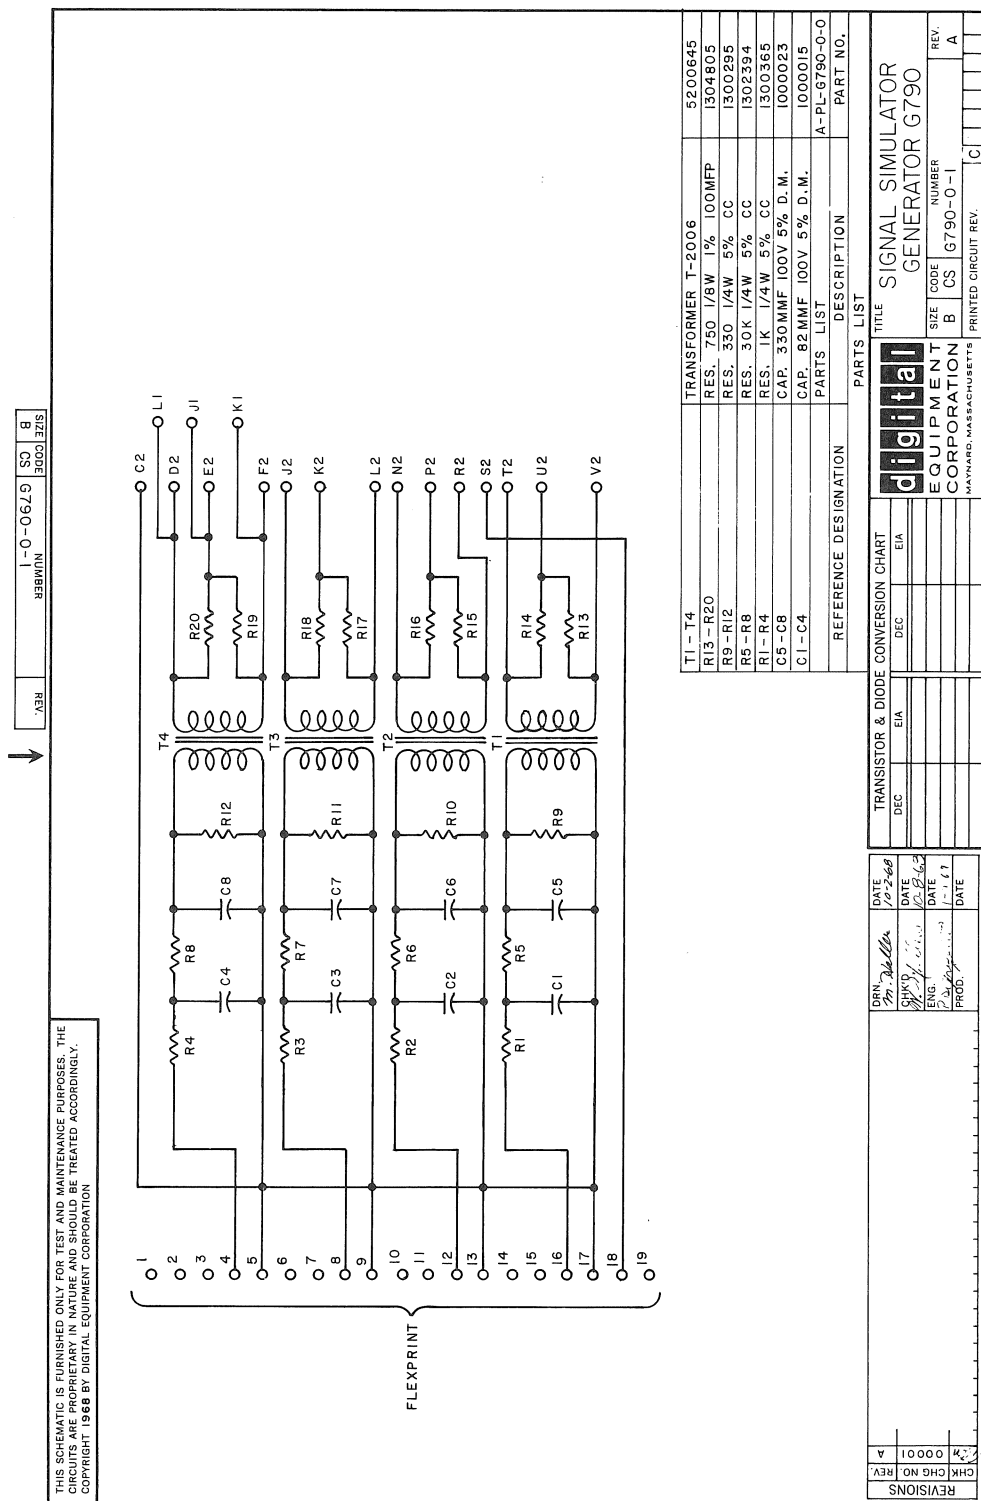 THIS SCHEMATIC IS FURNISHED ONLY FOR TEST AND MAINTENANCE PURPOSES. THE
CIRCUITS ARE PROPRIETARY IN NATURE AND SHOULD BE TREATED ACCORDINGLY.
COPYRIGHT 1968 BY DIGITAL EQUIPMENT CORPORATION
SIZE CODE NUMBER REV.
B CS G790-0-1
FLEXPRINT
1
2
3
4
5
6
7
8
9
10
11
12
13
14
15
16
17
18
19
R4 C4 R8 C8 R12 T4 R20 R19
R3 C3 R7 C7 R11 T3 R18 R17
R2 C2 R6 C6 R10 T2 R16 R15
R1 C1 R5 C5 R9 T1 R14 R13
C2
L1
D2
J1
E2
K1
F2
J2
K2
L2
N2
P2
R2
S2
T2
U2
V2
T1-T4 TRANSFORMER T-2006 5200645
R13-R20 RES. 750 1/8W 1% 100MFP 1304805
R9-R12 RES. 330 1/4W 5% CC 1300295
R5-R8 RES. 30K 1/4W 5% CC 1302394
R1-R4 RES. 1K 1/4W 5% CC 1300365
C5-C8 CAP. 330MMF 100V 5% D.M. 1000023
C1-C4 CAP. 82MMF 100V 5% D.M. 1000015
PARTS LIST A-PL-G790-0-0
REFERENCE DESIGNATION DESCRIPTION PART NO.
PARTS LIST
REVISIONS
CHK CHG NO. REV.
00001 A
DRN. DATE
10-2-68
CHK'D DATE
ENG. DATE
PROD. DATE
TRANSISTOR & DIODE CONVERSION CHART
DEC EIA DEC EIA
digital
EQUIPMENT
CORPORATION
MAYNARD, MASSACHUSETTS
TITLE
SIGNAL SIMULATOR
GENERATOR G790
SIZE CODE NUMBER REV.
B CS G790-0-1 A
PRINTED CIRCUIT REV. C